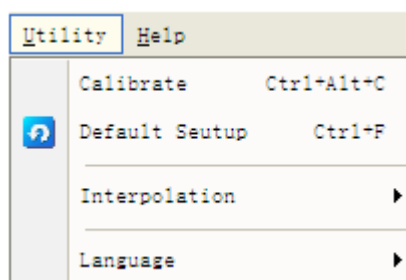 Utility Help
Calibrate Ctrl+Alt+C
Default Seutup Ctrl+F
Interpolation
Language